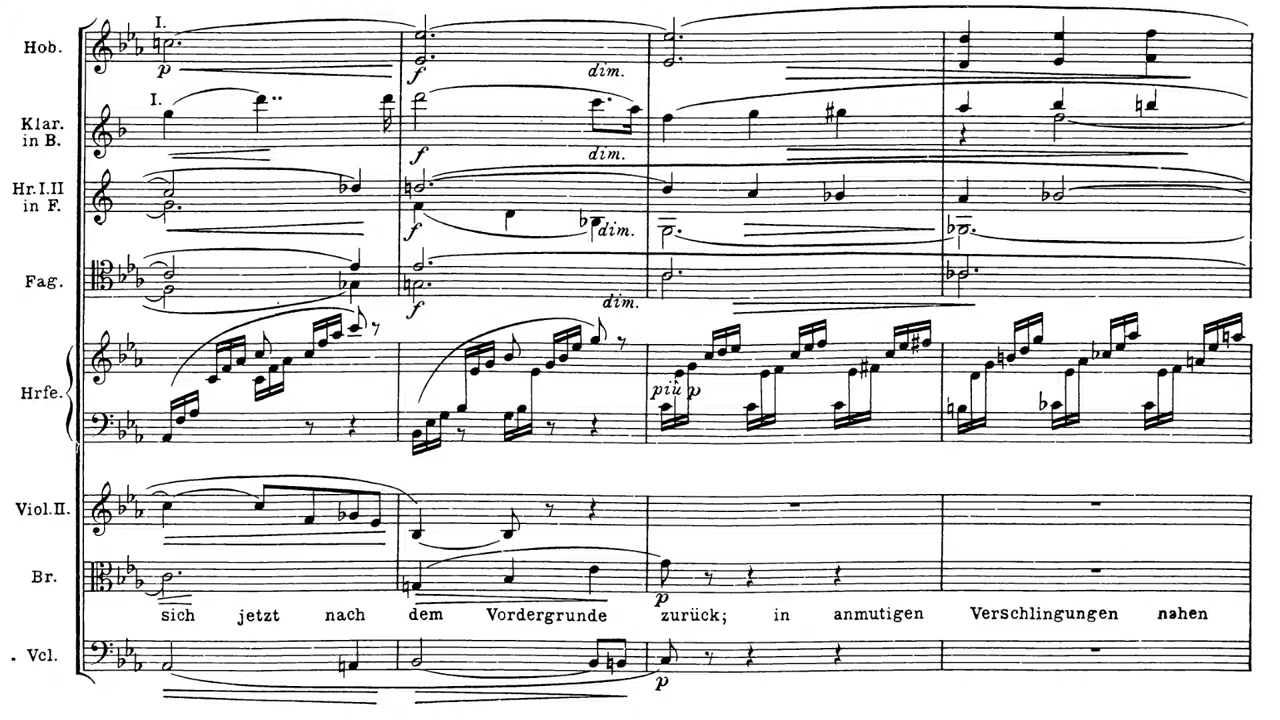 I.
Hob.
p
f
dim.
I.
Klar.
in B.
f
dim.
Hr. I. II
in F.
f
dim.
Fag.
f
dim.
Hrfe.
più p
Viol. II.
Br.
p
sich jetzt nach dem Vordergrunde zurück; in anmutigen Verschlingungen nahen
Vcl.
p